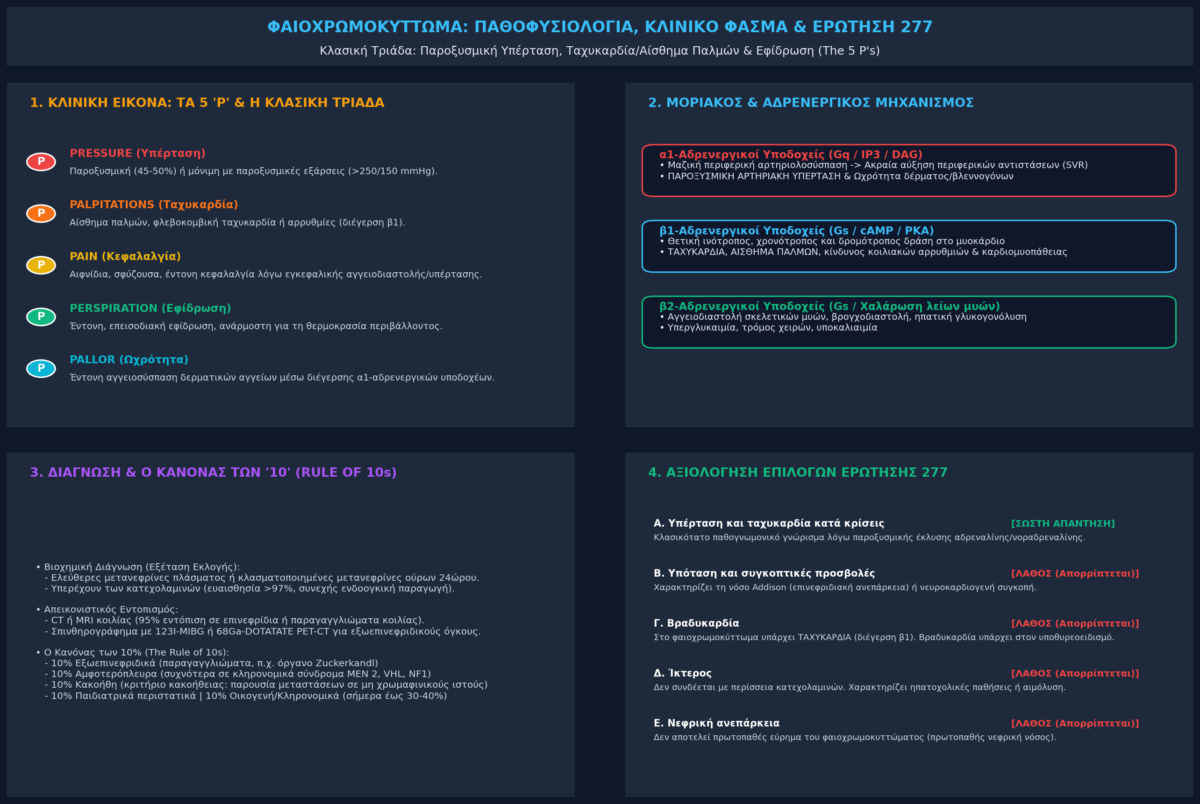 ΦΑΙΟΧΡΩΜΟΚΥΤΤΩΜΑ: ΠΑΘΟΦΥΣΙΟΛΟΓΙΑ, ΚΛΙΝΙΚΟ ΦΑΣΜΑ & ΕΡΩΤΗΣΗ 277
Κλασική Τριάδα: Παροξυσμική Υπέρταση, Ταχυκαρδία/Αίσθημα Παλμών & Εφίδρωση (The 5 P's)
1. ΚΛΙΝΙΚΗ ΕΙΚΟΝΑ: ΤΑ 5 'P' & Η ΚΛΑΣΙΚΗ ΤΡΙΑΔΑ
P
PRESSURE (Υπέρταση)
Παροξυσμική (45-50%) ή μόνιμη με παροξυσμικές εξάρσεις (>250/150 mmHg).
P
PALPITATIONS (Ταχυκαρδία)
Αίσθημα παλμών, φλεβοκομβική ταχυκαρδία ή αρρυθμίες (διέγερση β1).
P
PAIN (Κεφαλαλγία)
Αιφνίδια, σφύζουσα, έντονη κεφαλαλγία λόγω εγκεφαλικής αγγειοδιαστολής/υπέρτασης.
P
PERSPIRATION (Εφίδρωση)
Έντονη, επεισοδιακή εφίδρωση, ανάρμοστη για τη θερμοκρασία περιβάλλοντος.
P
PALLOR (Ωχρότητα)
Έντονη αγγειοσύσπαση δερματικών αγγείων μέσω διέγερσης α1-αδρενεργικών υποδοχέων.
2. ΜΟΡΙΑΚΟΣ & ΑΔΡΕΝΕΡΓΙΚΟΣ ΜΗΧΑΝΙΣΜΟΣ
α1-Αδρενεργικοί Υποδοχείς (Gq / IP3 / DAG)
• Μαζική περιφερική αρτηριολοσύσπαση -> Ακραία αύξηση περιφερικών αντιστάσεων (SVR)
• ΠΑΡΟΞΥΣΜΙΚΗ ΑΡΤΗΡΙΑΚΗ ΥΠΕΡΤΑΣΗ & Ωχρότητα δέρματος/βλεννογόνων
β1-Αδρενεργικοί Υποδοχείς (Gs / cAMP / PKA)
• Θετική ινότροπος, χρονότροπος και δρομότροπος δράση στο μυοκάρδιο
• ΤΑΧΥΚΑΡΔΙΑ, ΑΙΣΘΗΜΑ ΠΑΛΜΩΝ, κίνδυνος κοιλιακών αρρυθμιών & καρδιομυοπάθειας
β2-Αδρενεργικοί Υποδοχείς (Gs / Χαλάρωση λείων μυών)
• Αγγειοδιαστολή σκελετικών μυών, βρογχοδιαστολή, ηπατική γλυκογονόλυση
• Υπεργλυκαιμία, τρόμος χειρών, υποκαλιαιμία
3. ΔΙΑΓΝΩΣΗ & Ο ΚΑΝΟΝΑΣ ΤΩΝ '10' (RULE OF 10s)
• Βιοχημική Διάγνωση (Εξέταση Εκλογής):
- Ελεύθερες μετανεφρίνες πλάσματος ή κλασματοποιημένες μετανεφρίνες ούρων 24ώρου.
- Υπερέχουν των κατεχολαμινών (ευαισθησία >97%, συνεχής ενδοογκική παραγωγή).
• Απεικονιστικός Εντοπισμός:
- CT ή MRI κοιλίας (95% εντόπιση σε επινεφρίδια ή παραγαγγλιώματα κοιλίας).
- Σπινθηρογράφημα με 123I-MIBG ή 68Ga-DOTATATE PET-CT για εξωεπινεφριδικούς όγκους.
• Ο Κανόνας των 10% (The Rule of 10s):
- 10% Εξωεπινεφριδικά (παραγαγγλιώματα, π.χ. όργανο Zuckerkandl)
- 10% Αμφοτερόπλευρα (συχνότερα σε κληρονομικά σύνδρομα MEN 2, VHL, NF1)
- 10% Κακοήθη (κριτήριο κακοήθειας: παρουσία μεταστάσεων σε μη χρωμαφινικούς ιστούς)
- 10% Παιδιατρικά περιστατικά | 10% Οικογενή/Κληρονομικά (σήμερα έως 30-40%)
4. ΑΞΙΟΛΟΓΗΣΗ ΕΠΙΛΟΓΩΝ ΕΡΩΤΗΣΗΣ 277
Α. Υπέρταση και ταχυκαρδία κατά κρίσεις [ΣΩΣΤΗ ΑΠΑΝΤΗΣΗ]
Κλασικότατο παθογνωμονικό γνώρισμα λόγω παροξυσμικής έκλυσης αδρεναλίνης/νοραδρεναλίνης.
Β. Υπόταση και συγκοπτικές προσβολές [ΛΑΘΟΣ (Απορρίπτεται)]
Χαρακτηρίζει τη νόσο Addison (επινεφριδιακή ανεπάρκεια) ή νευροκαρδιογενή συγκοπή.
Γ. Βραδυκαρδία [ΛΑΘΟΣ (Απορρίπτεται)]
Στο φαιοχρωμοκύττωμα υπάρχει ΤΑΧΥΚΑΡΔΙΑ (διέγερση β1). Βραδυκαρδία υπάρχει στον υποθυρεοειδισμό.
Δ. Ίκτερος [ΛΑΘΟΣ (Απορρίπτεται)]
Δεν συνδέεται με περίσσεια κατεχολαμινών. Χαρακτηρίζει ηπατοχολικές παθήσεις ή αιμόλυση.
Ε. Νεφρική ανεπάρκεια [ΛΑΘΟΣ (Απορρίπτεται)]
Δεν αποτελεί πρωτοπαθές εύρημα του φαιοχρωμοκυττώματος (πρωτοπαθής νεφρική νόσος).